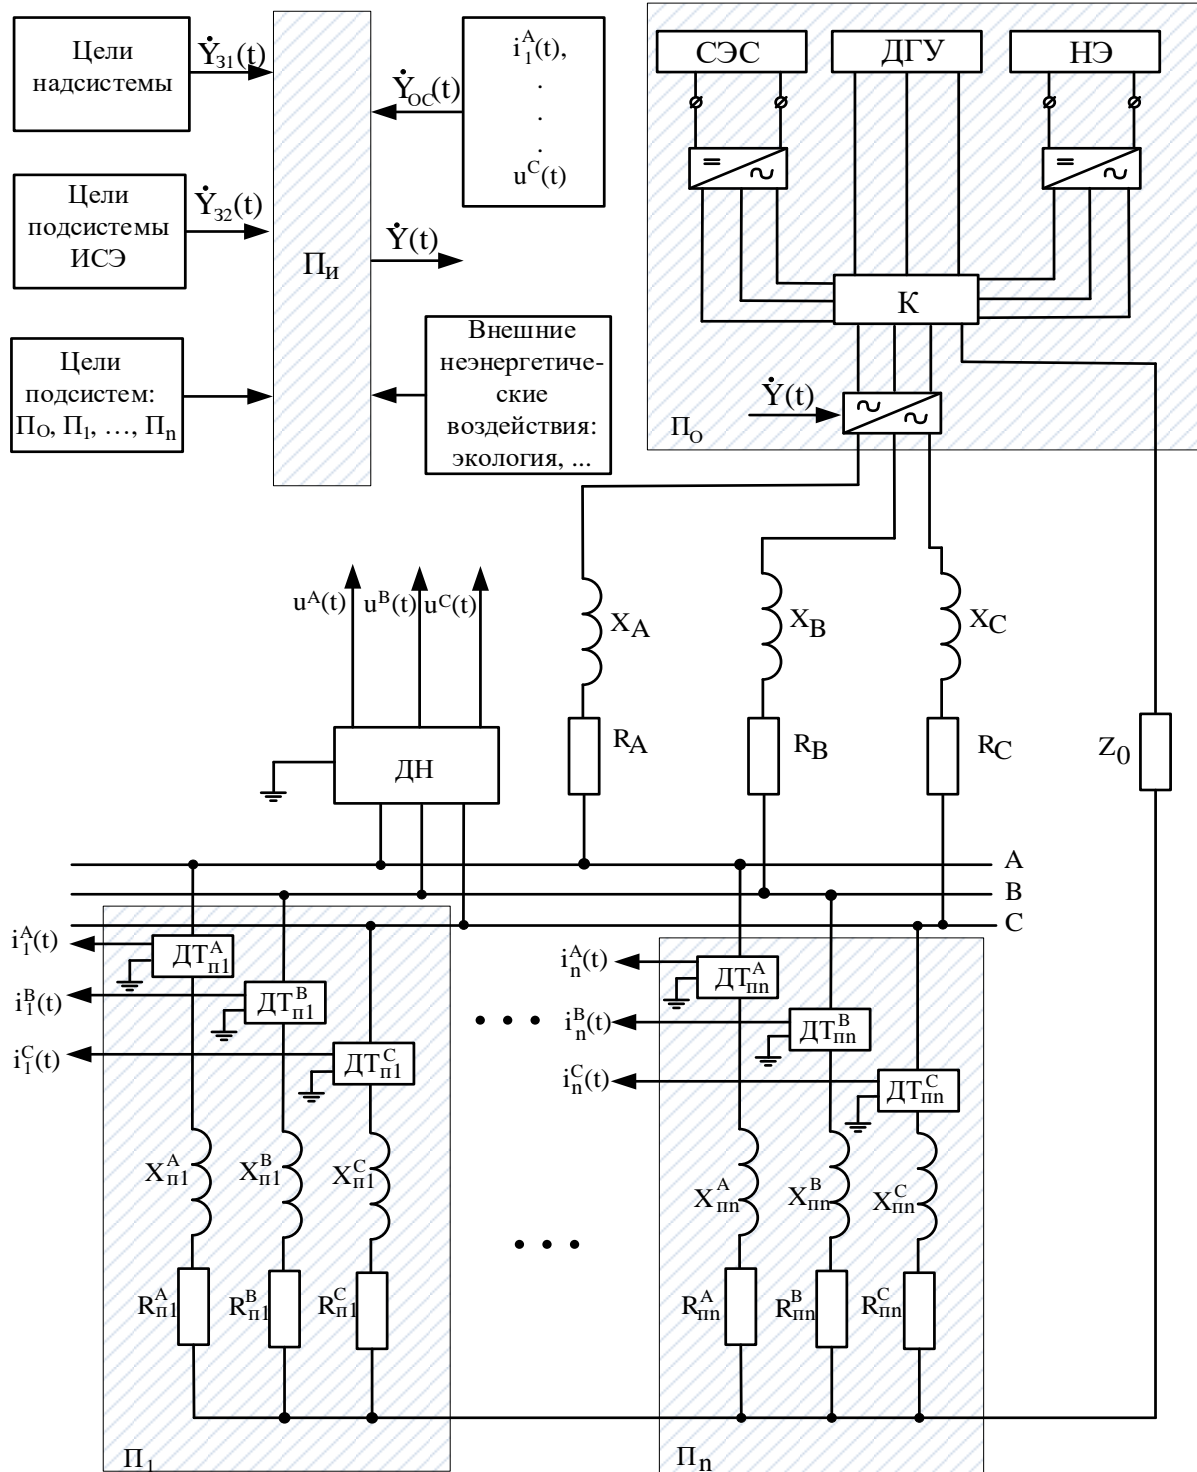 Цели
надсистемы
Ẏз1(t)
Цели
подсистемы
ИСЭ
Ẏз2(t)
Цели
подсистем:
ПО, П1, …, Пn
Пи
ẎОС(t)
i₁ᴬ(t),
.
.
.
uC(t)
Ẏ(t)
Внешние
неэнергетиче-
ские
воздействия:
экология, ...
СЭС
ДГУ
НЭ
=
=
К
Ẏ(t)
ПО
uA(t)
uB(t)
uC(t)
ДН
XA
XB
XC
RA
RB
RC
Z0
A
B
C
i1A(t)
i1B(t)
i1C(t)
ДТп1A
ДТп1B
ДТп1C
Xп1A
Xп1B
Xп1C
Rп1A
Rп1B
Rп1C
П1
• • •
• • •
inA(t)
inB(t)
inC(t)
ДТпnA
ДТпnB
ДТпnC
XпnA
XпnB
XпnC
RпnA
RпnB
RпnC
Пn